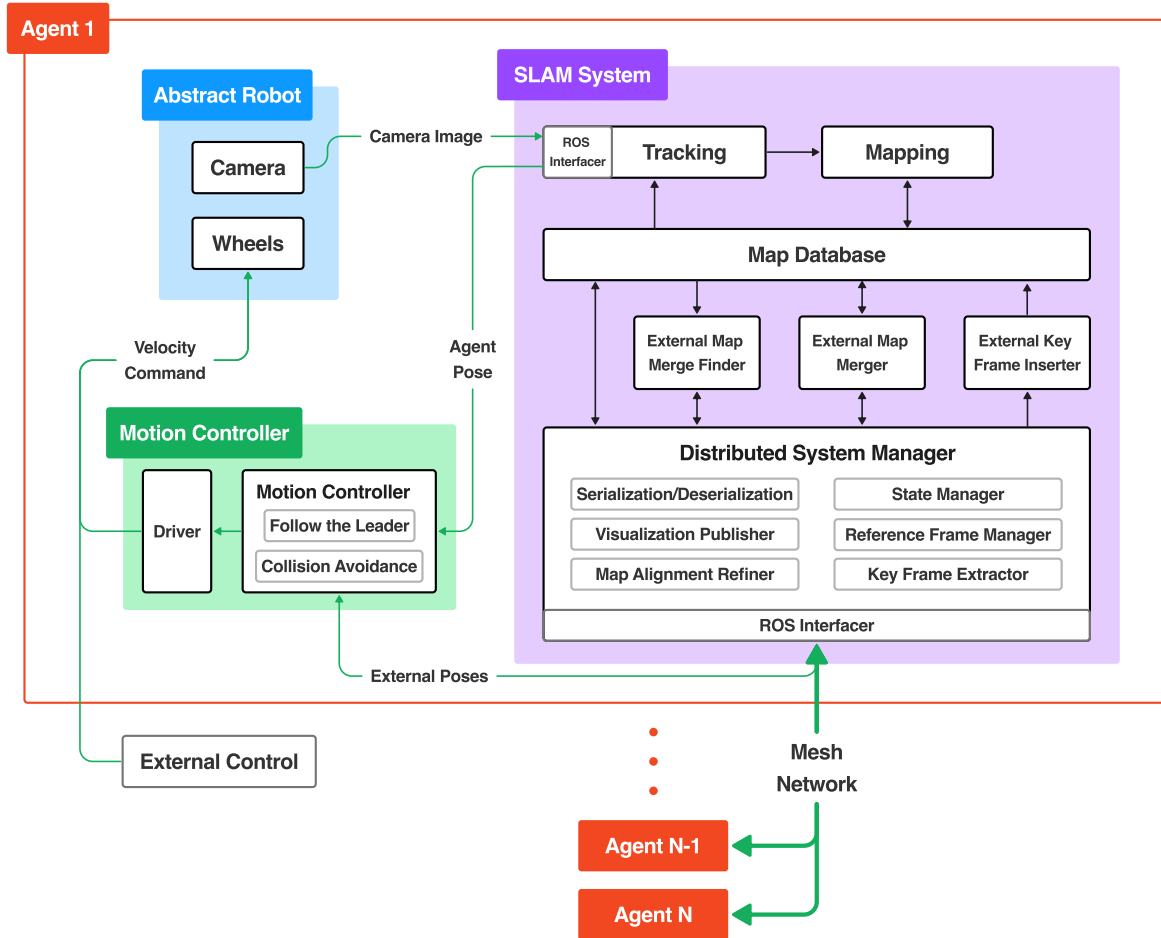 Agent 1
Abstract Robot
Camera
Wheels
Camera Image
SLAM System
ROS
Interfacer
Tracking
Mapping
Map Database
External Map
Merge Finder
External Map
Merger
External Key
Frame Inserter
Velocity
Command
Agent
Pose
Motion Controller
Driver
Motion Controller
Follow the Leader
Collision Avoidance
Distributed System Manager
Serialization/Deserialization
State Manager
Visualization Publisher
Reference Frame Manager
Map Alignment Refiner
Key Frame Extractor
ROS Interfacer
External Poses
External Control
Mesh
Network
Agent N-1
Agent N